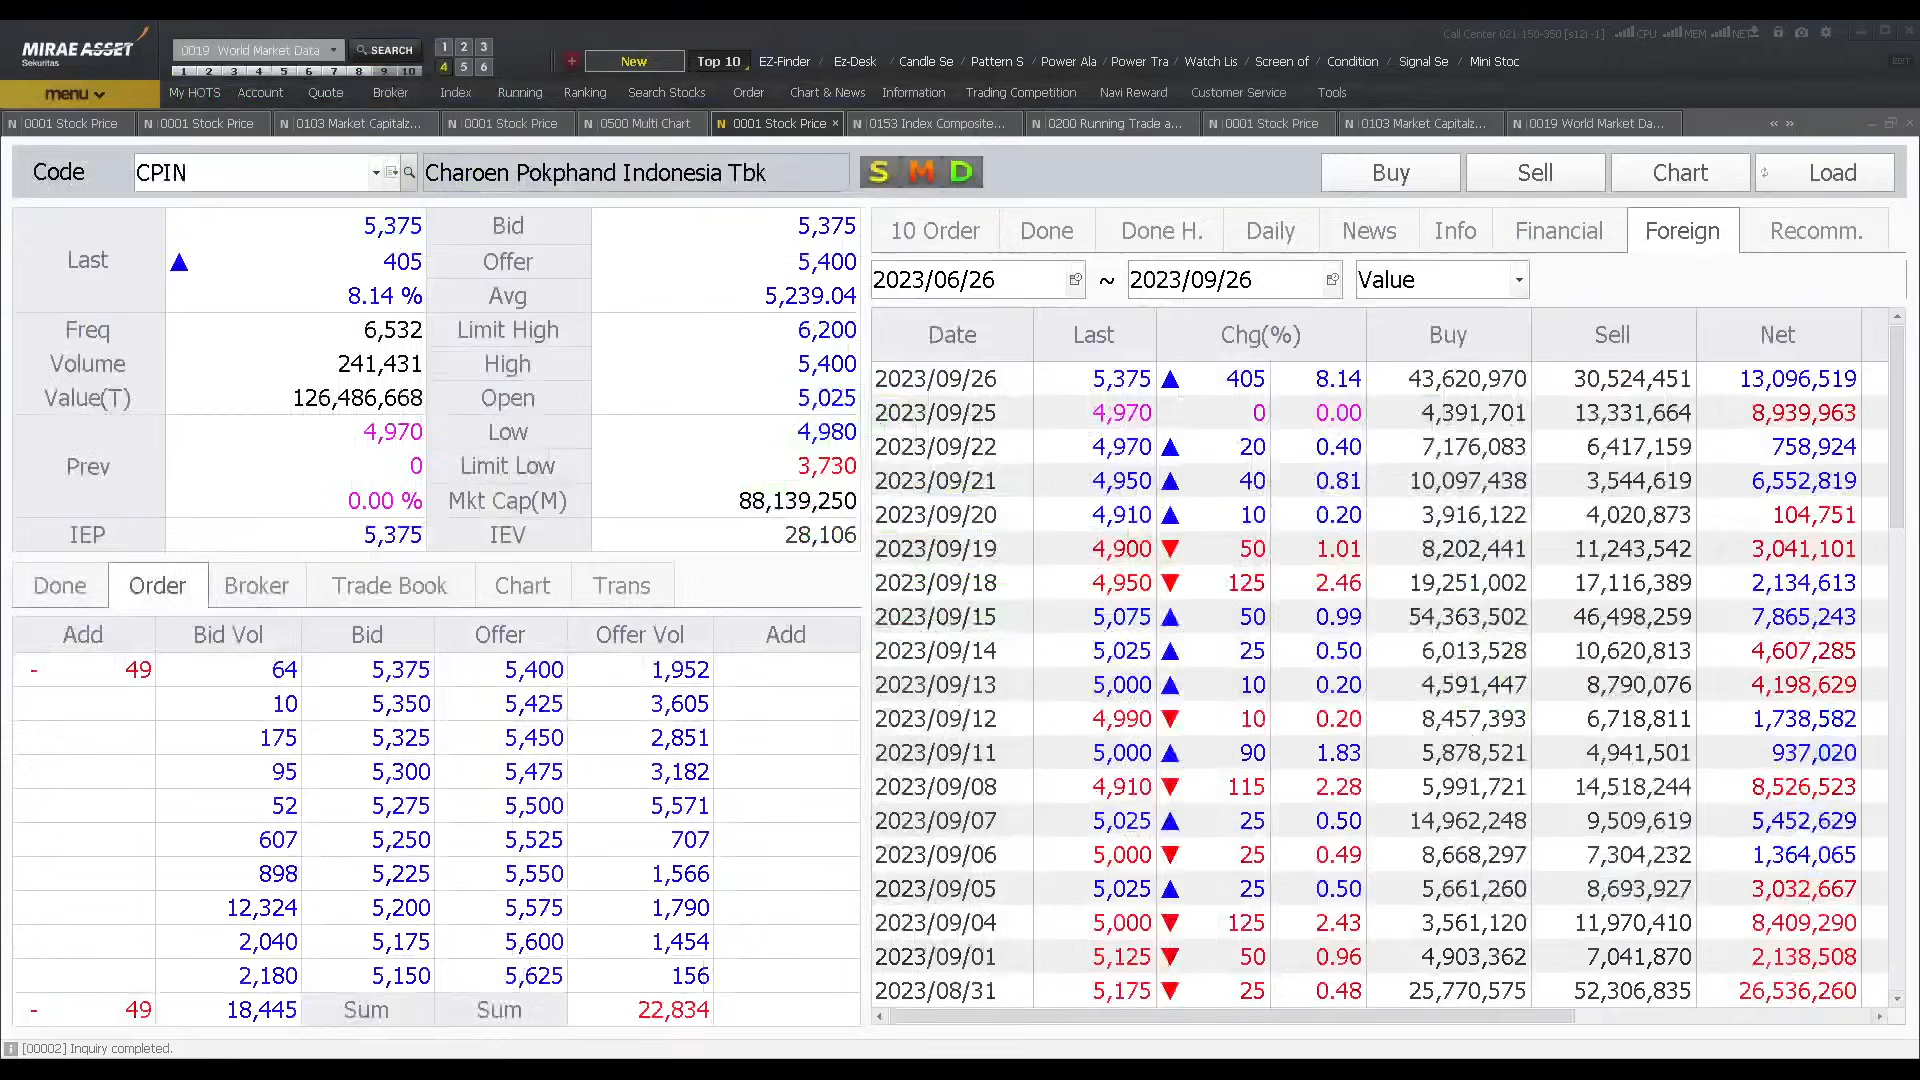 MIRAE ASSET
Sekuritas
0019 World Market Data
SEARCH
1 2 3
4 5 6
1 2 3 4 5 6 7 8 9 10
New
Top 10 EZ-Finder / Ez-Desk / Candle Se / Pattern S / Power Ala / Power Tra / Watch Lis / Screen of / Condition / Signal Se / Mini Stoc
Call Center 021-150-350 [s12i -1] CPU MEM NET
menu
My HOTS Account Quote Broker Index Running Ranking Search Stocks Order Chart & News Information Trading Competition Navi Reward Customer Service Tools
N 0001 Stock Price N 0001 Stock Price N 0103 Market Capitalz... N 0001 Stock Price N 0500 Multi Chart N 0001 Stock Price × N 0153 Index Composite... N 0200 Running Trade a... N 0001 Stock Price N 0103 Market Capitalz... N 0019 World Market Da... « »
Code CPIN Charoen Pokphand Indonesia Tbk S M D Buy Sell Chart Load
Last 5,375 Bid 5,375
▲ 405 Offer 5,400
8.14 % Avg 5,239.04
Freq 6,532 Limit High 6,200
Volume 241,431 High 5,400
Value(T) 126,486,668 Open 5,025
Prev 4,970 Low 4,980
0 Limit Low 3,730
0.00 % Mkt Cap(M) 88,139,250
IEP 5,375 IEV 28,106
Done Order Broker Trade Book Chart Trans
Add Bid Vol Bid Offer Offer Vol Add
- 49 64 5,375 5,400 1,952
10 5,350 5,425 3,605
175 5,325 5,450 2,851
95 5,300 5,475 3,182
52 5,275 5,500 5,571
607 5,250 5,525 707
898 5,225 5,550 1,566
12,324 5,200 5,575 1,790
2,040 5,175 5,600 1,454
2,180 5,150 5,625 156
- 49 18,445 Sum Sum 22,834
10 Order Done Done H. Daily News Info Financial Foreign Recomm.
2023/06/26 ~ 2023/09/26 Value
Date Last Chg(%) Buy Sell Net
2023/09/26 5,375 ▲ 405 8.14 43,620,970 30,524,451 13,096,519
2023/09/25 4,970 0 0.00 4,391,701 13,331,664 8,939,963
2023/09/22 4,970 ▲ 20 0.40 7,176,083 6,417,159 758,924
2023/09/21 4,950 ▲ 40 0.81 10,097,438 3,544,619 6,552,819
2023/09/20 4,910 ▲ 10 0.20 3,916,122 4,020,873 104,751
2023/09/19 4,900 ▼ 50 1.01 8,202,441 11,243,542 3,041,101
2023/09/18 4,950 ▼ 125 2.46 19,251,002 17,116,389 2,134,613
2023/09/15 5,075 ▲ 50 0.99 54,363,502 46,498,259 7,865,243
2023/09/14 5,025 ▲ 25 0.50 6,013,528 10,620,813 4,607,285
2023/09/13 5,000 ▲ 10 0.20 4,591,447 8,790,076 4,198,629
2023/09/12 4,990 ▼ 10 0.20 8,457,393 6,718,811 1,738,582
2023/09/11 5,000 ▲ 90 1.83 5,878,521 4,941,501 937,020
2023/09/08 4,910 ▼ 115 2.28 5,991,721 14,518,244 8,526,523
2023/09/07 5,025 ▲ 25 0.50 14,962,248 9,509,619 5,452,629
2023/09/06 5,000 ▼ 25 0.49 8,668,297 7,304,232 1,364,065
2023/09/05 5,025 ▲ 25 0.50 5,661,260 8,693,927 3,032,667
2023/09/04 5,000 ▼ 125 2.43 3,561,120 11,970,410 8,409,290
2023/09/01 5,125 ▼ 50 0.96 4,903,362 7,041,870 2,138,508
2023/08/31 5,175 ▼ 25 0.48 25,770,575 52,306,835 26,536,260
[00002] Inquiry completed.